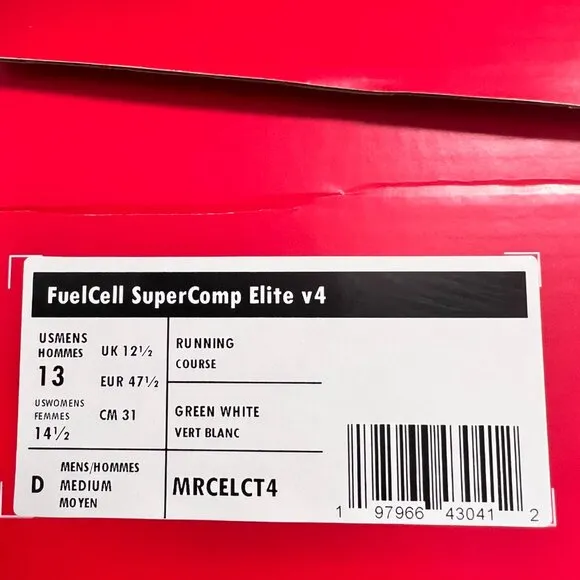 FuelCell SuperComp Elite v4
USMENS
HOMMES
13
USWOMENS
FEMMES
14½
UK 12½
EUR 47½
CM 31
RUNNING
COURSE
GREEN WHITE
VERT BLANC
D
MENS/HOMMES
MEDIUM
MOYEN
MRCELCT4
1 97966 43041 2